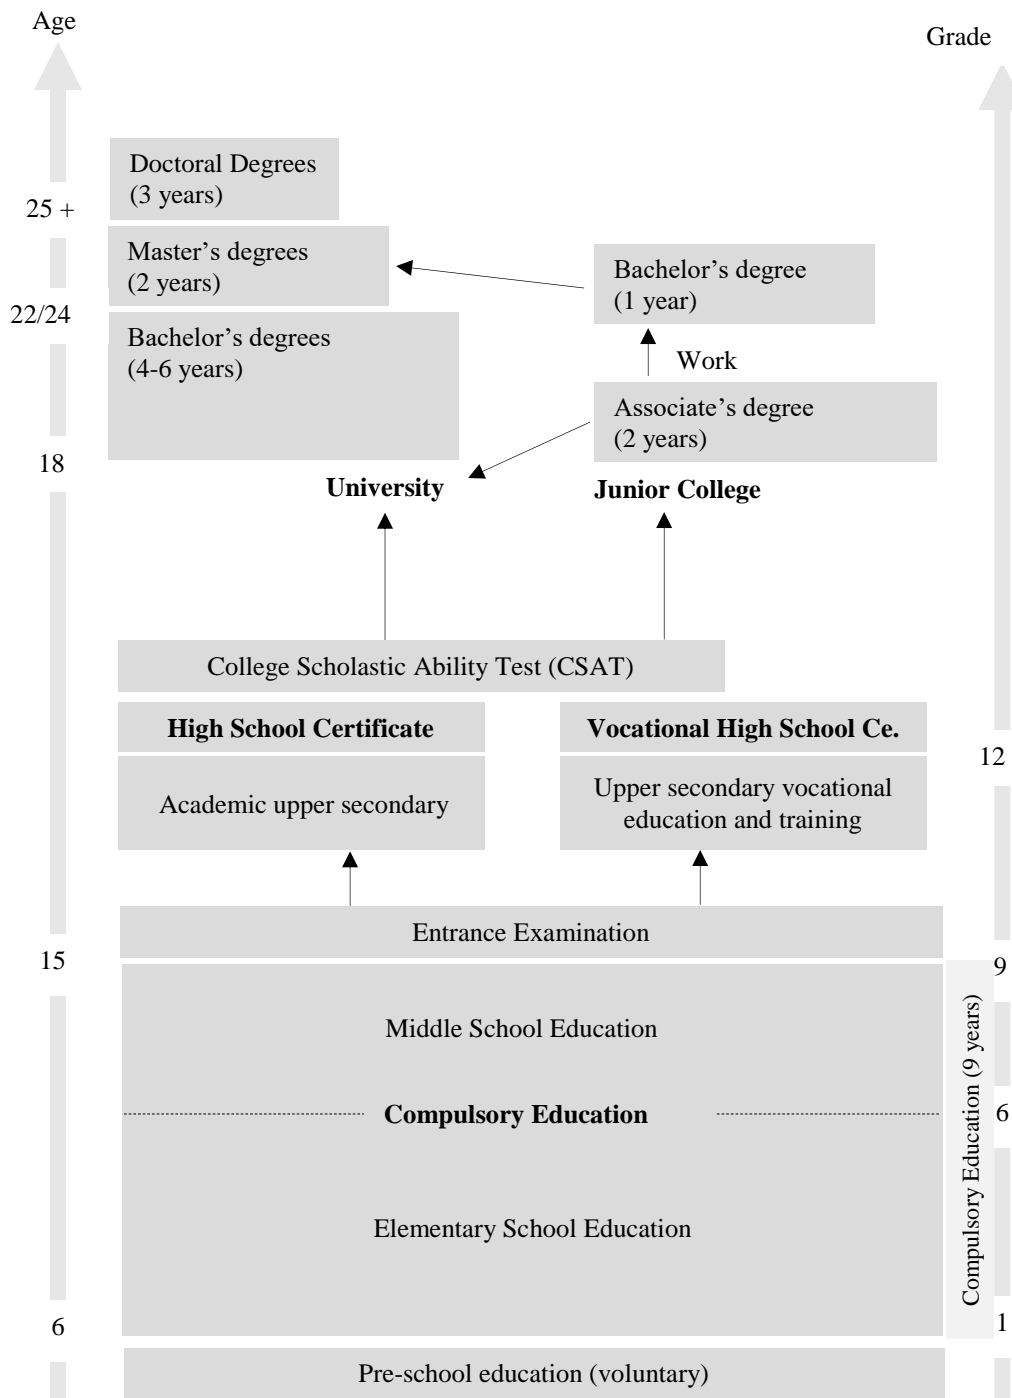 Age
Grade
Doctoral Degrees
(3 years)
25 +
Master’s degrees
(2 years)
Bachelor’s degree
(1 year)
22/24
Bachelor’s degrees
(4-6 years)
Work
Associate’s degree
(2 years)
18
University
Junior College
College Scholastic Ability Test (CSAT)
High School Certificate
Vocational High School Ce.
12
Academic upper secondary
Upper secondary vocational
education and training
Entrance Examination
15
9
Middle School Education
Compulsory Education (9 years)
Compulsory Education
6
Elementary School Education
6
1
Pre-school education (voluntary)